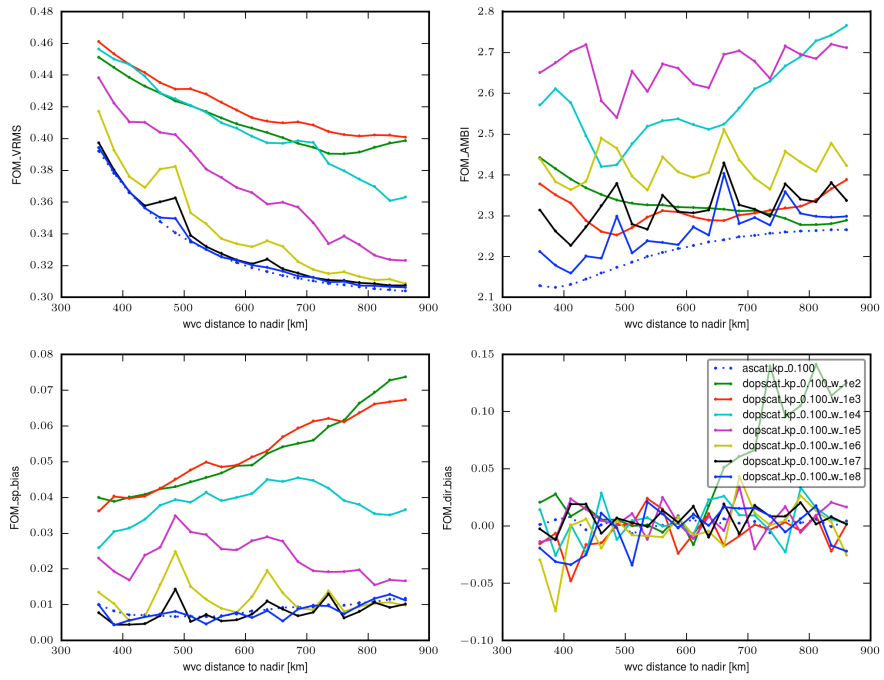 0.48
0.46
0.44
0.42
0.40
0.38
0.36
0.34
0.32
0.30
FOM_VRMS
300 400 500 600 700 800 900
wvc distance to nadir [km]
2.8
2.7
2.6
2.5
2.4
2.3
2.2
2.1
FOM_AMBI
300 400 500 600 700 800 900
wvc distance to nadir [km]
0.08
0.07
0.06
0.05
0.04
0.03
0.02
0.01
0.00
FOM_sp_bias
300 400 500 600 700 800 900
wvc distance to nadir [km]
0.15
0.10
0.05
0.00
−0.05
−0.10
FOM_dir_bias
300 400 500 600 700 800 900
wvc distance to nadir [km]
ascat_kp_0.100
dopscat_kp_0.100_w_1e2
dopscat_kp_0.100_w_1e3
dopscat_kp_0.100_w_1e4
dopscat_kp_0.100_w_1e5
dopscat_kp_0.100_w_1e6
dopscat_kp_0.100_w_1e7
dopscat_kp_0.100_w_1e8